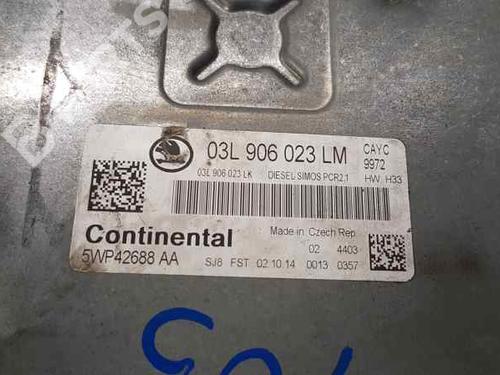 03L 906 023 LM
CAYC
9972
03L 906 023 LK DIESEL SIMOS PCR2.1 HW H33
Continental
Made in Czech Rep.
02 4403
5WP42688 AA
SJ8 FST 02.10.14 0013 0357